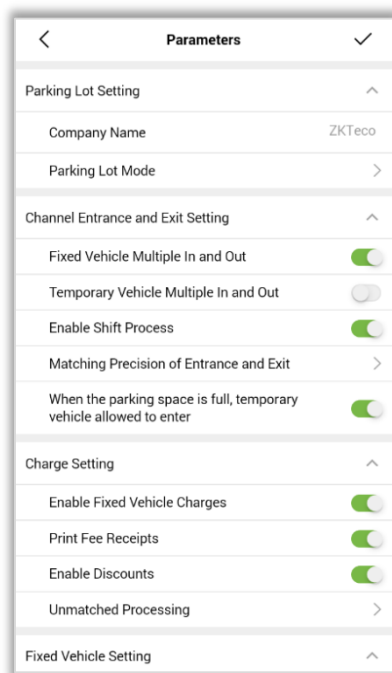 Parameters
Parking Lot Setting
Company Name ZKTeco
Parking Lot Mode
Channel Entrance and Exit Setting
Fixed Vehicle Multiple In and Out
Temporary Vehicle Multiple In and Out
Enable Shift Process
Matching Precision of Entrance and Exit
When the parking space is full, temporary
vehicle allowed to enter
Charge Setting
Enable Fixed Vehicle Charges
Print Fee Receipts
Enable Discounts
Unmatched Processing
Fixed Vehicle Setting